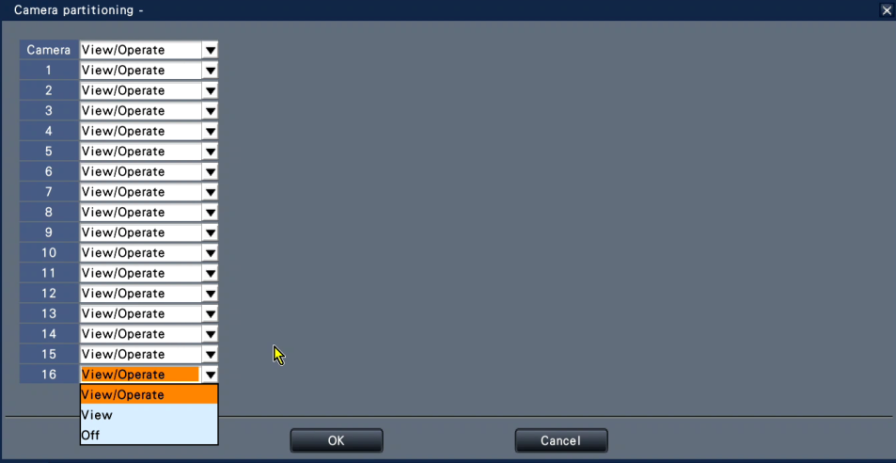 Camera partitioning -
Camera View/Operate
1 View/Operate
2 View/Operate
3 View/Operate
4 View/Operate
5 View/Operate
6 View/Operate
7 View/Operate
8 View/Operate
9 View/Operate
10 View/Operate
11 View/Operate
12 View/Operate
13 View/Operate
14 View/Operate
15 View/Operate
16 View/Operate
View/Operate
View
Off
OK Cancel